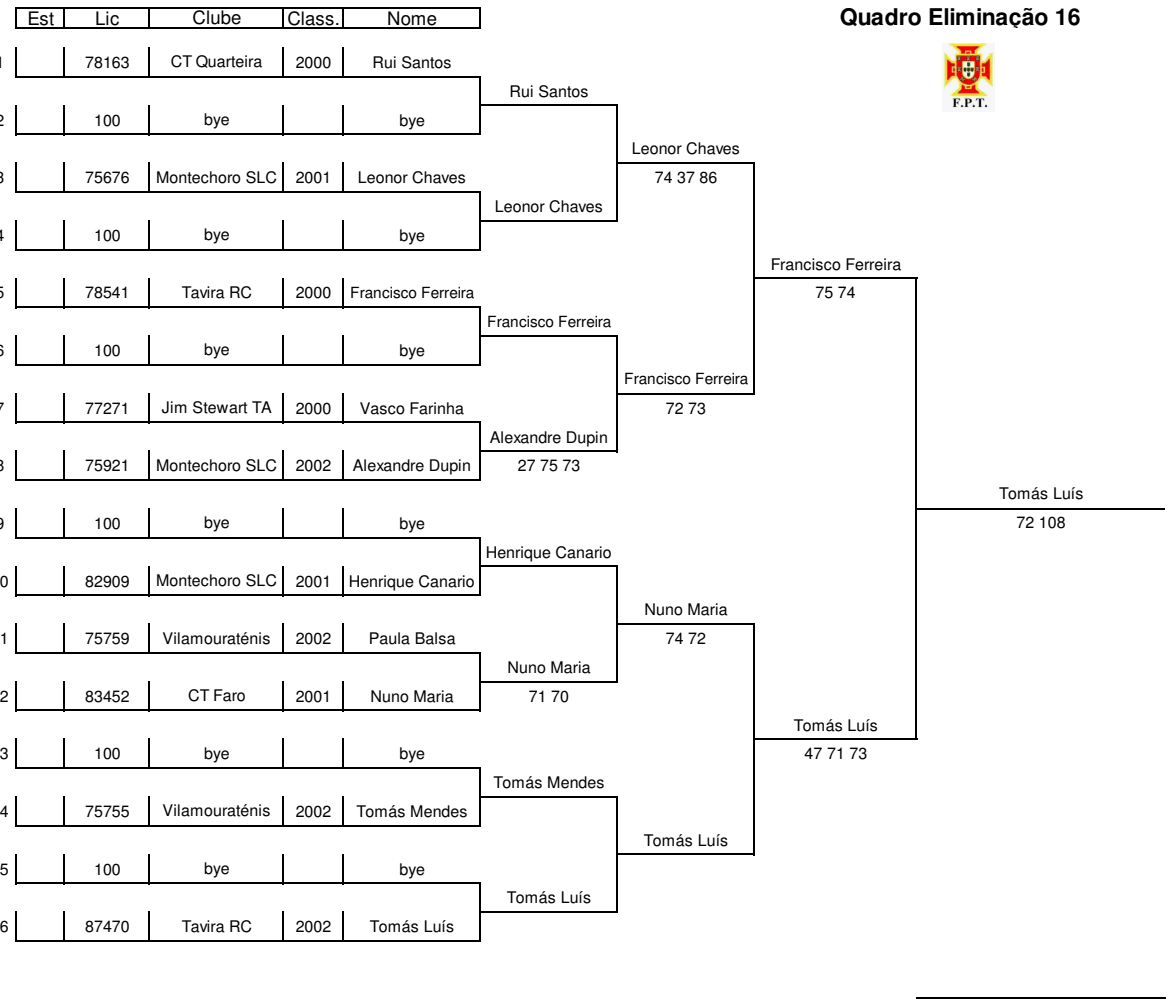 Est Lic Clube Class. Nome
Quadro Eliminação 16
F.P.T.
78163 CT Quarteira 2000 Rui Santos
Rui Santos
2 100 bye bye
Leonor Chaves
74 37 86
3 75676 Montechoro SLC 2001 Leonor Chaves
Leonor Chaves
4 100 bye bye
Francisco Ferreira
75 74
5 78541 Tavira RC 2000 Francisco Ferreira
Francisco Ferreira
6 100 bye bye
Francisco Ferreira
72 73
7 77271 Jim Stewart TA 2000 Vasco Farinha
Alexandre Dupin
27 75 73
8 75921 Montechoro SLC 2002 Alexandre Dupin
Tomás Luís
72 108
9 100 bye bye
Henrique Canario
0 82909 Montechoro SLC 2001 Henrique Canario
Nuno Maria
74 72
1 75759 Vilamouraténis 2002 Paula Balsa
Nuno Maria
71 70
2 83452 CT Faro 2001 Nuno Maria
Tomás Luís
47 71 73
3 100 bye bye
Tomás Mendes
4 75755 Vilamouraténis 2002 Tomás Mendes
Tomás Luís
5 100 bye bye
Tomás Luís
6 87470 Tavira RC 2002 Tomás Luís